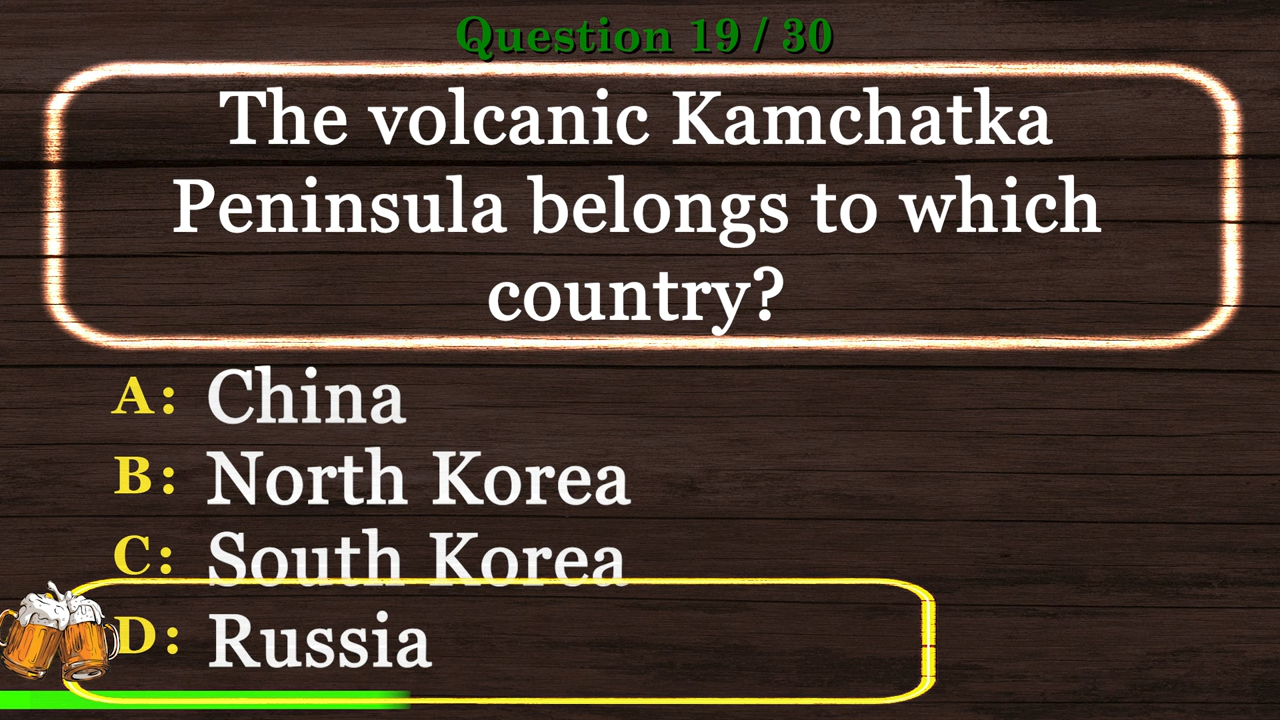 Question 19 / 30
The volcanic Kamchatka
Peninsula belongs to which
country?
A: China
B: North Korea
C: South Korea
D: Russia